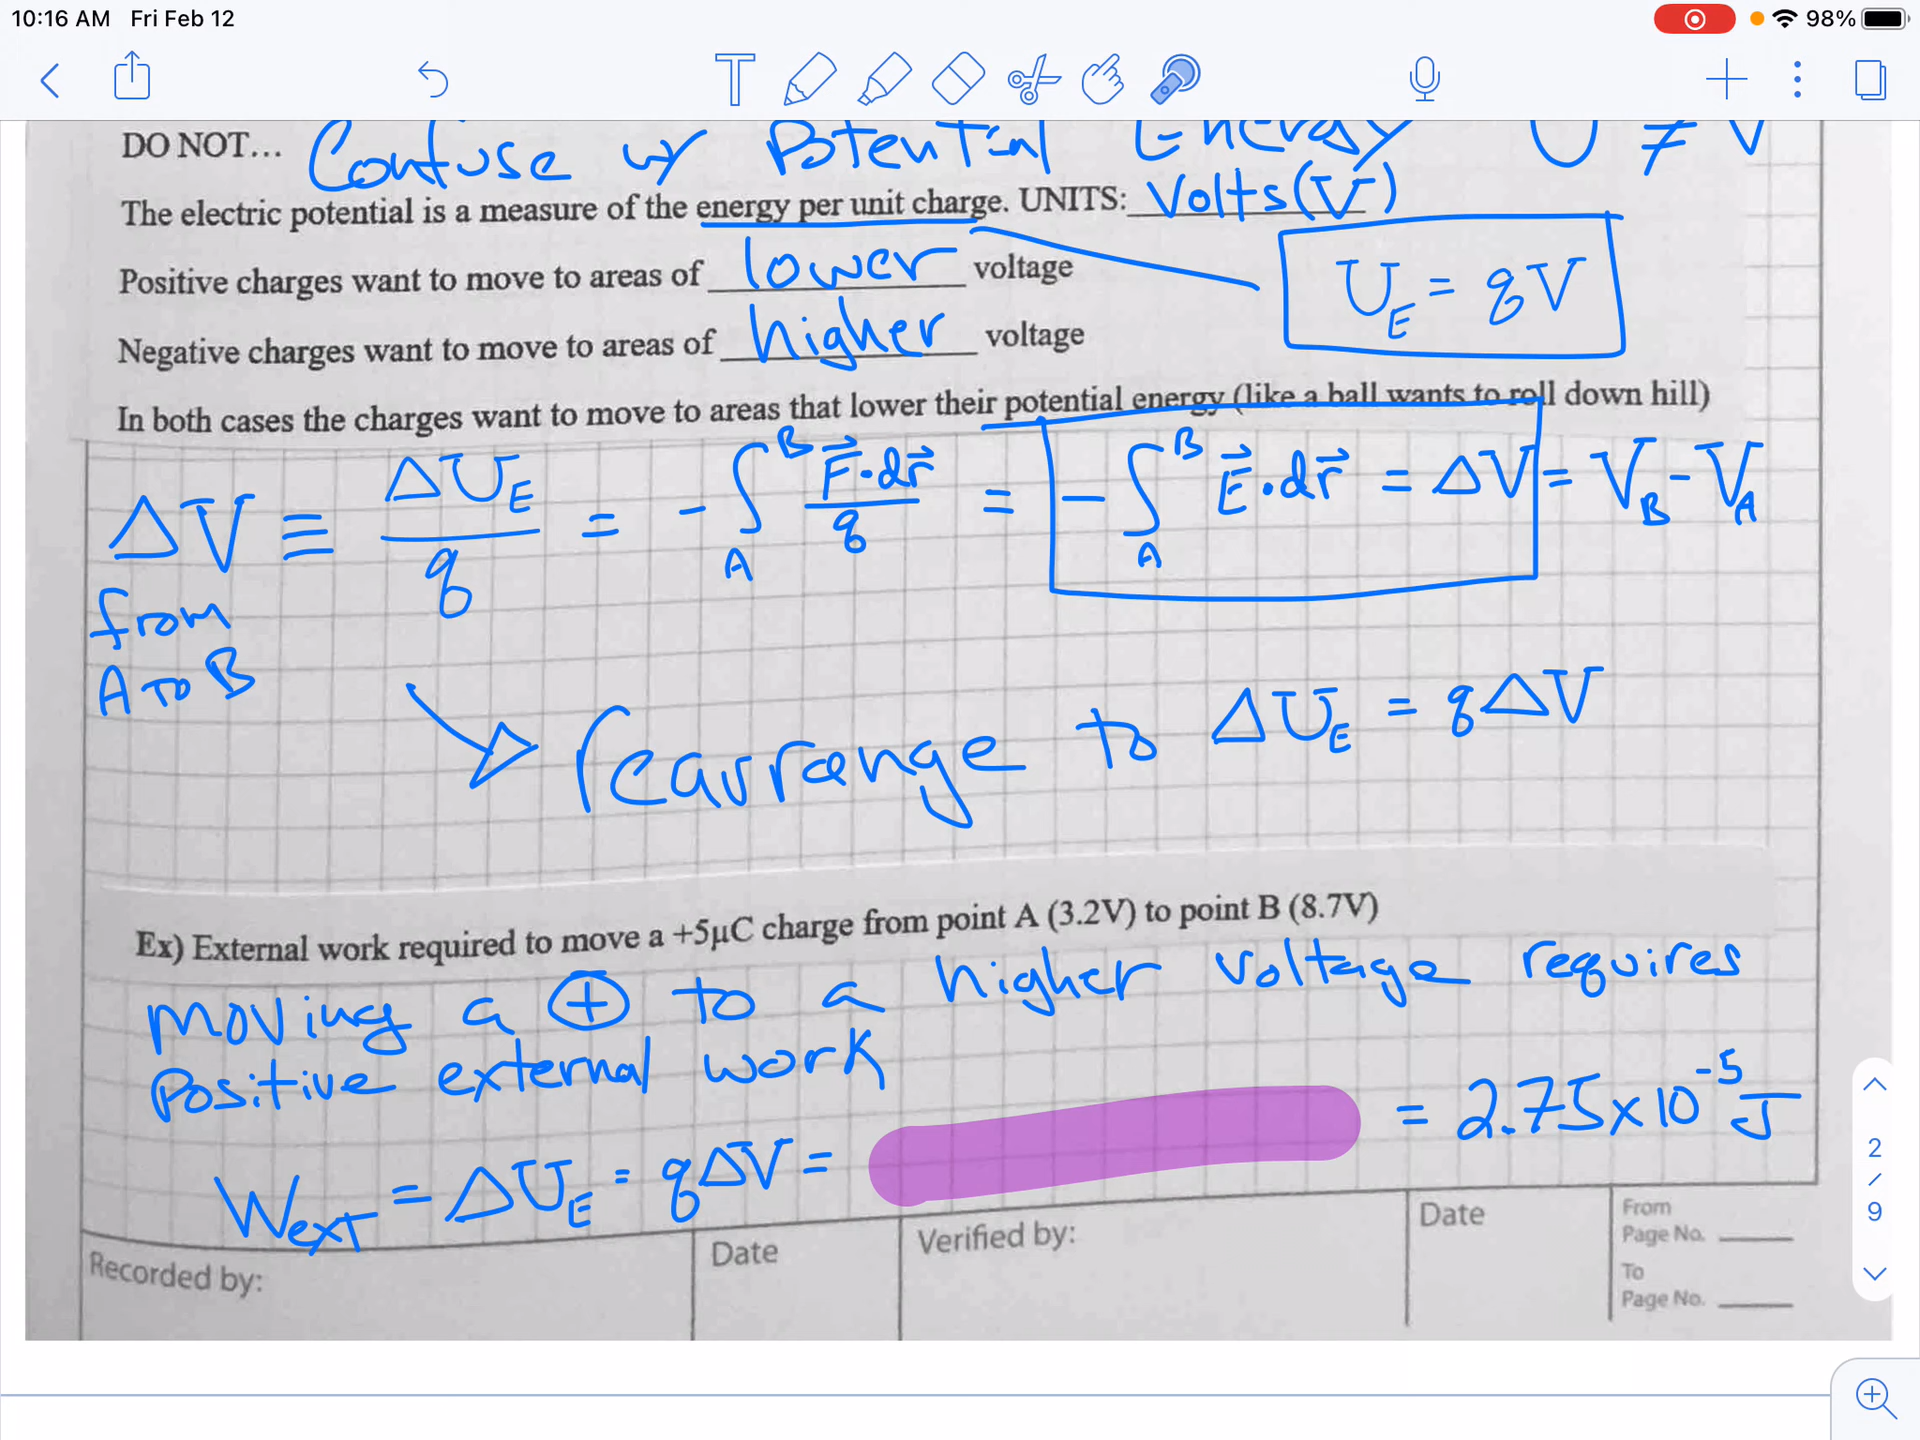 10:16 AM Fri Feb 12 98%
DO NOT... Confuse w/ Potential Energy U ≠ V
The electric potential is a measure of the energy per unit charge. UNITS: Volts (V)
Positive charges want to move to areas of lower voltage
U_E = qV
Negative charges want to move to areas of higher voltage
In both cases the charges want to move to areas that lower their potential energy (like a ball wants to roll down hill)
ΔV ≡ ΔU_E / q = - ∫_A^B F⃗·dr⃗ / q = - ∫_A^B E⃗·dr⃗ = ΔV = V_B - V_A
from
A TO B
rearrange to ΔU_E = qΔV
Ex) External work required to move a +5μC charge from point A (3.2V) to point B (8.7V)
moving a ⊕ to a higher voltage requires
Positive external work
W_EXT = ΔU_E = qΔV = = 2.75x10^-5 J
Recorded by: Date Verified by: Date From Page No.
To Page No.
2
/
9